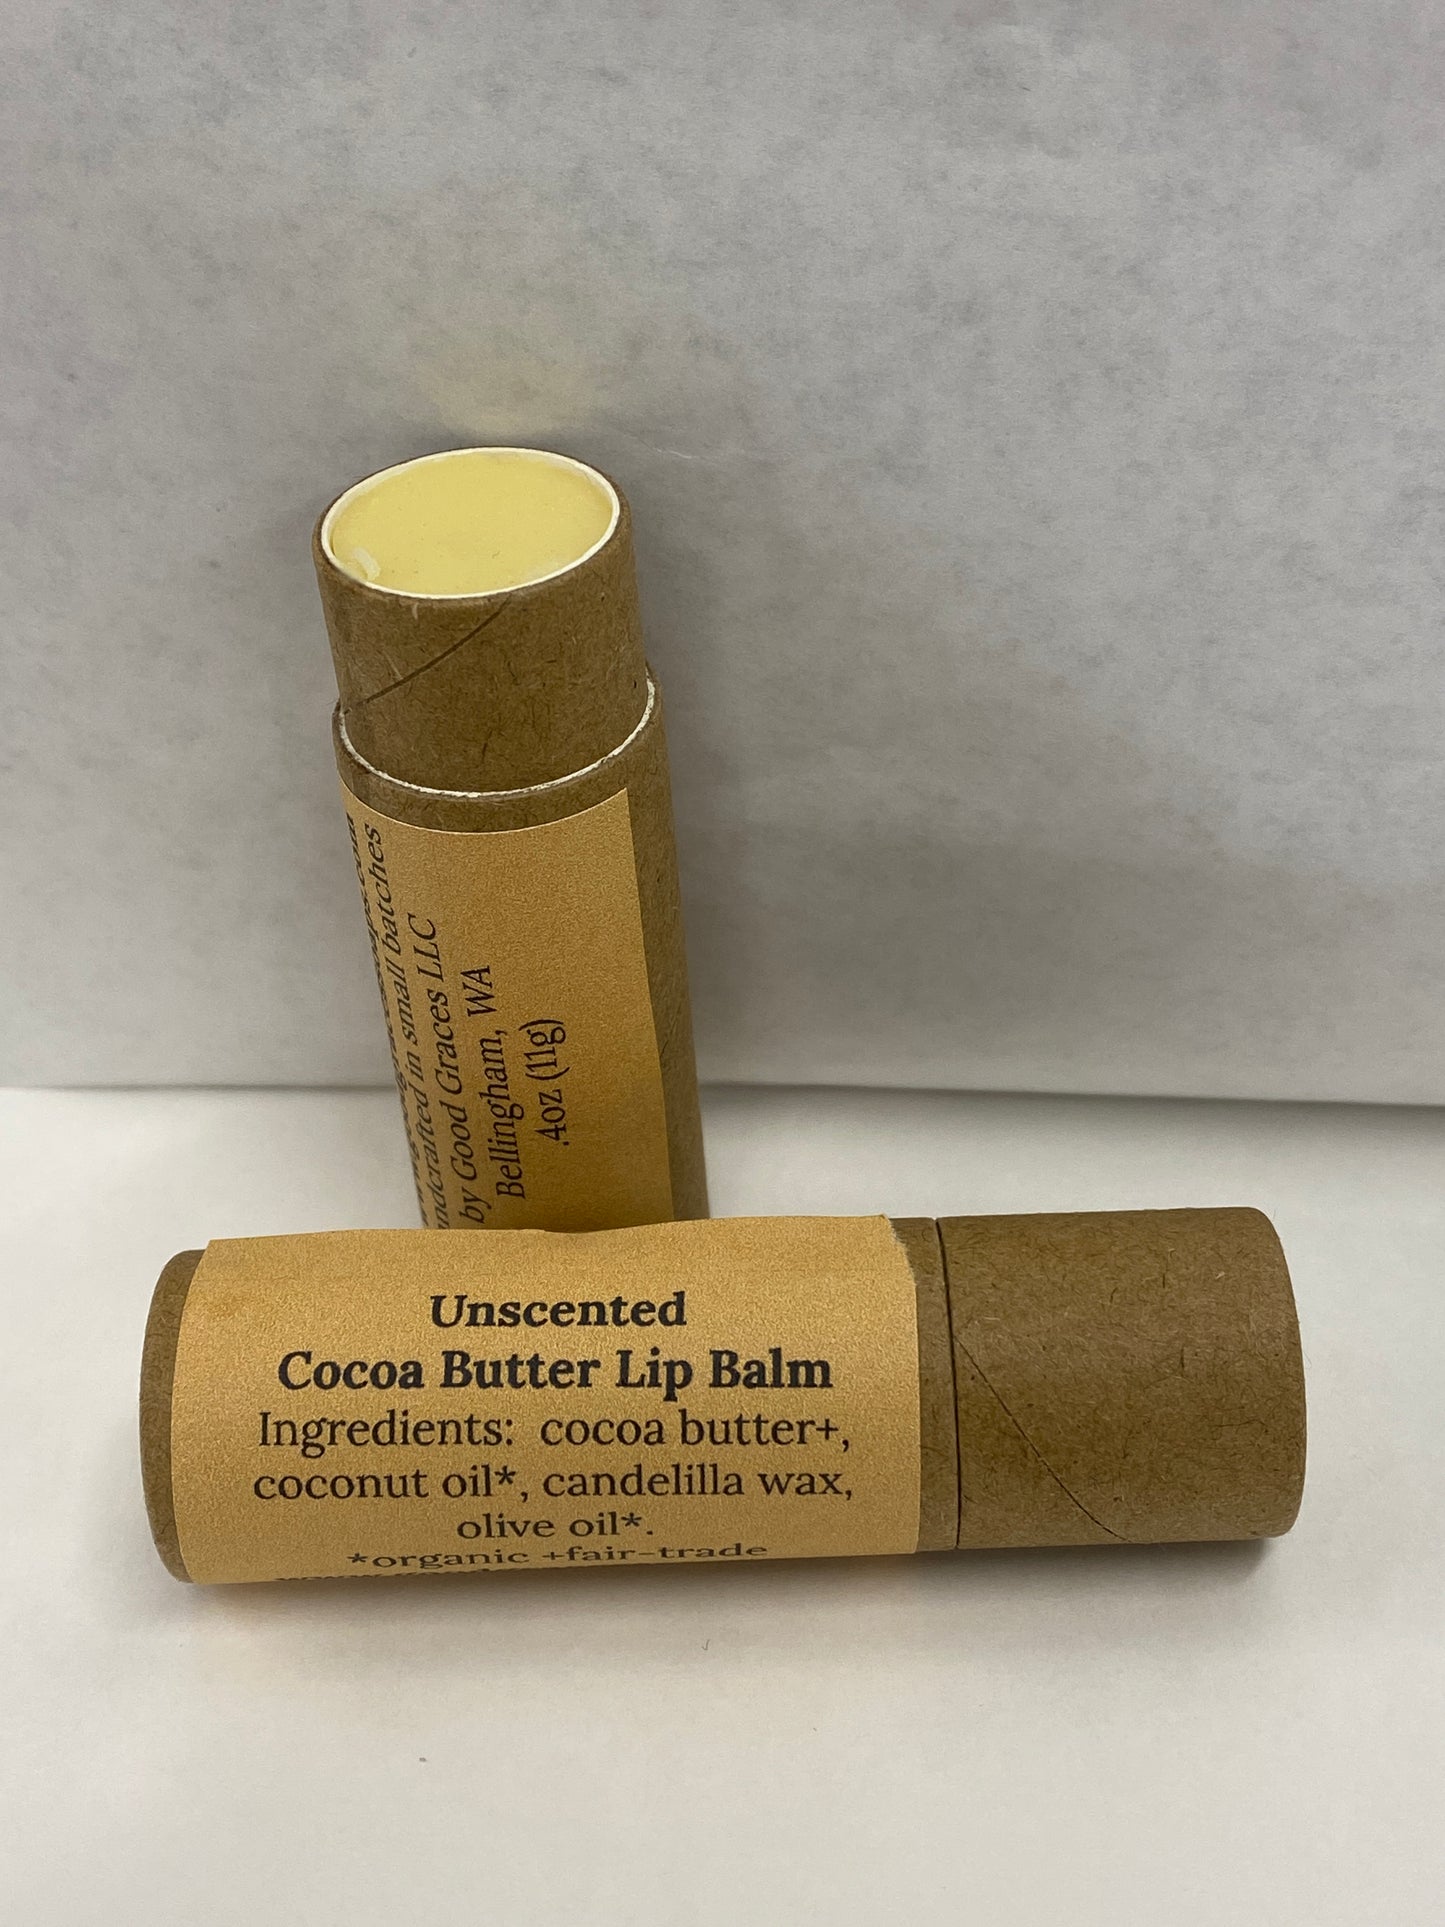 batches
in small
by Good Graces LLC
Bellingham, WA
.4oz (11g)
Unscented
Cocoa Butter Lip Balm
Ingredients: cocoa butter+,
coconut oil*, candelilla wax,
olive oil*.
*organic +fair-trade